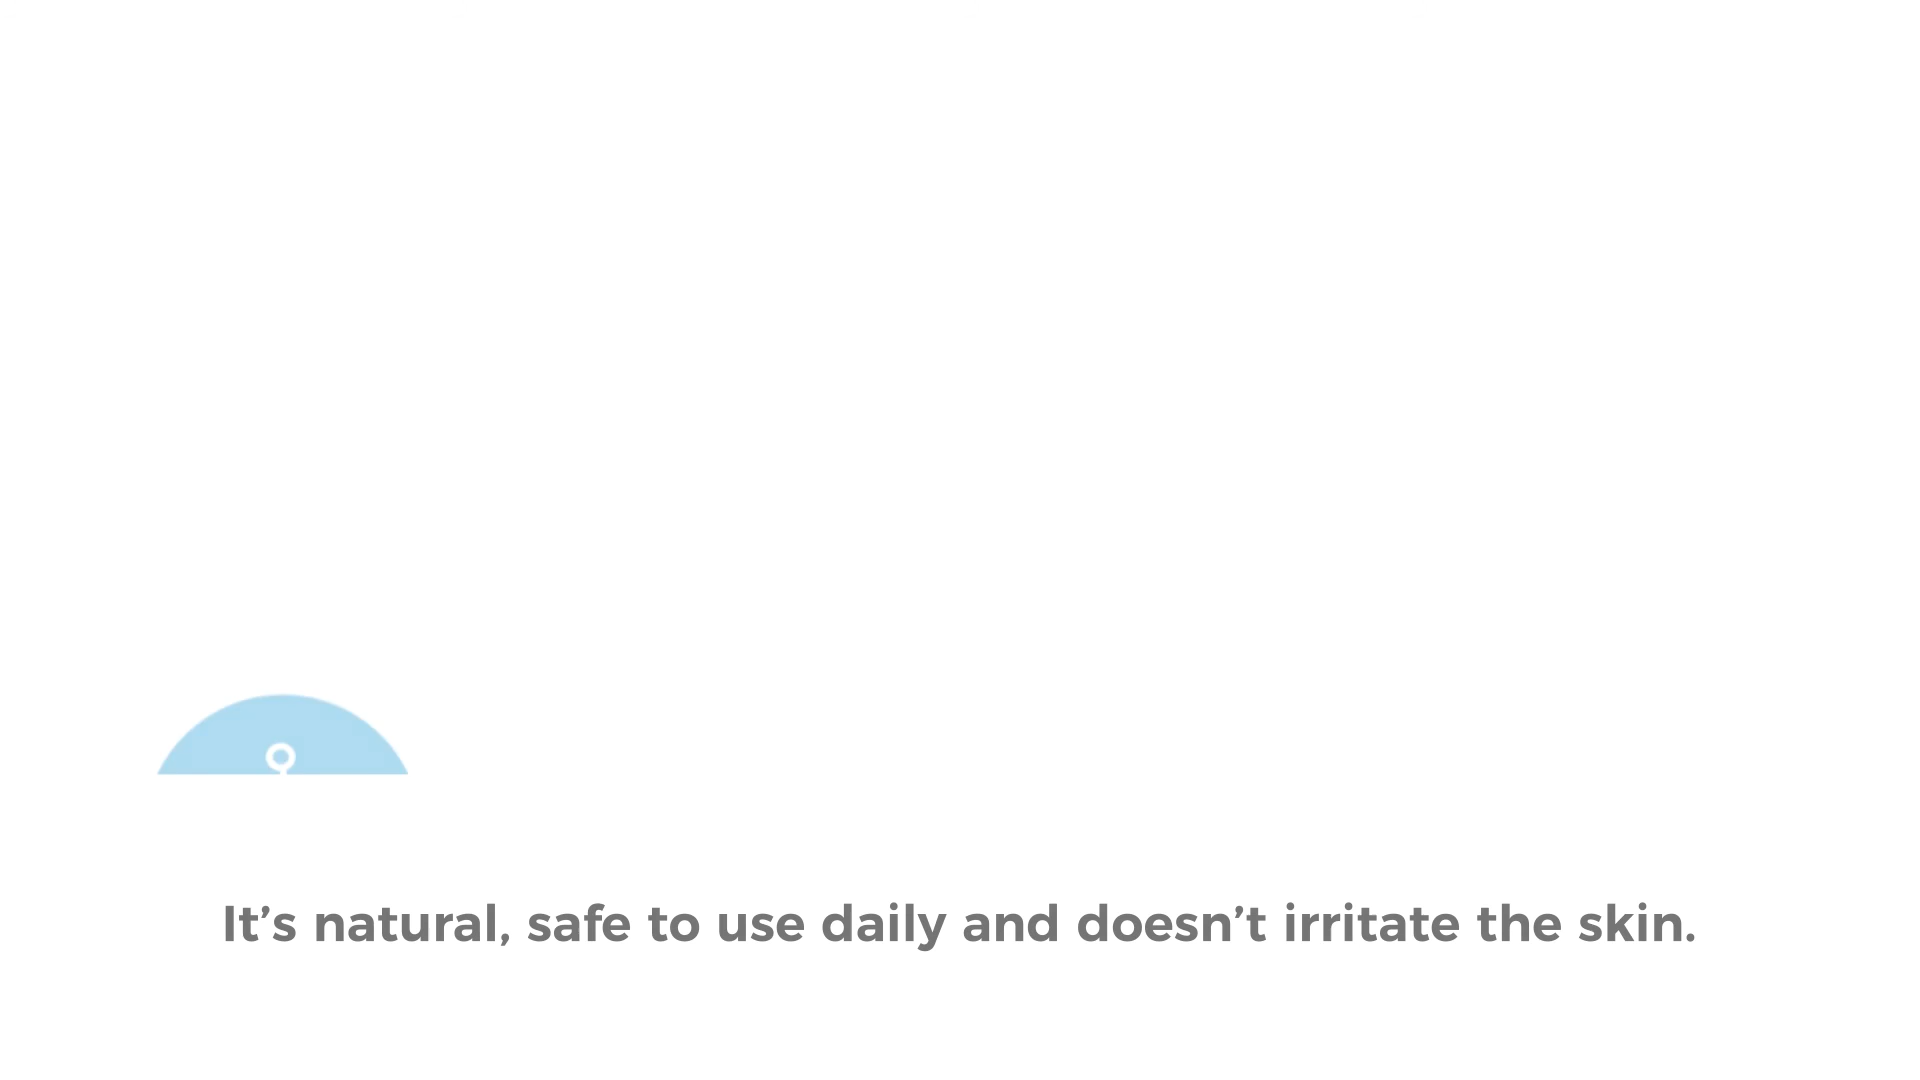 It’s natural, safe to use daily and doesn’t irritate the skin.